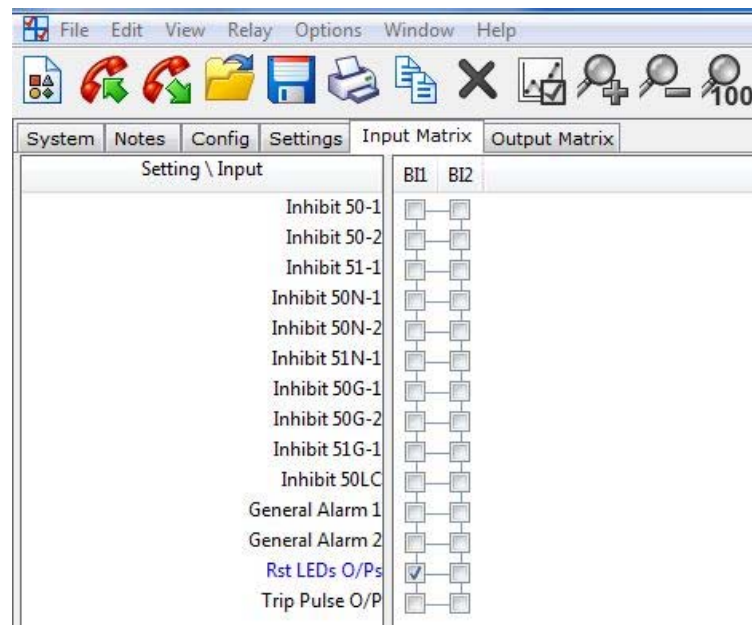 File Edit View Relay Options Window Help
100
System Notes Config Settings Input Matrix Output Matrix
Setting \ Input BI1 BI2
Inhibit 50-1
Inhibit 50-2
Inhibit 51-1
Inhibit 50N-1
Inhibit 50N-2
Inhibit 51N-1
Inhibit 50G-1
Inhibit 50G-2
Inhibit 51G-1
Inhibit 50LC
General Alarm 1
General Alarm 2
Rst LEDs O/Ps
Trip Pulse O/P